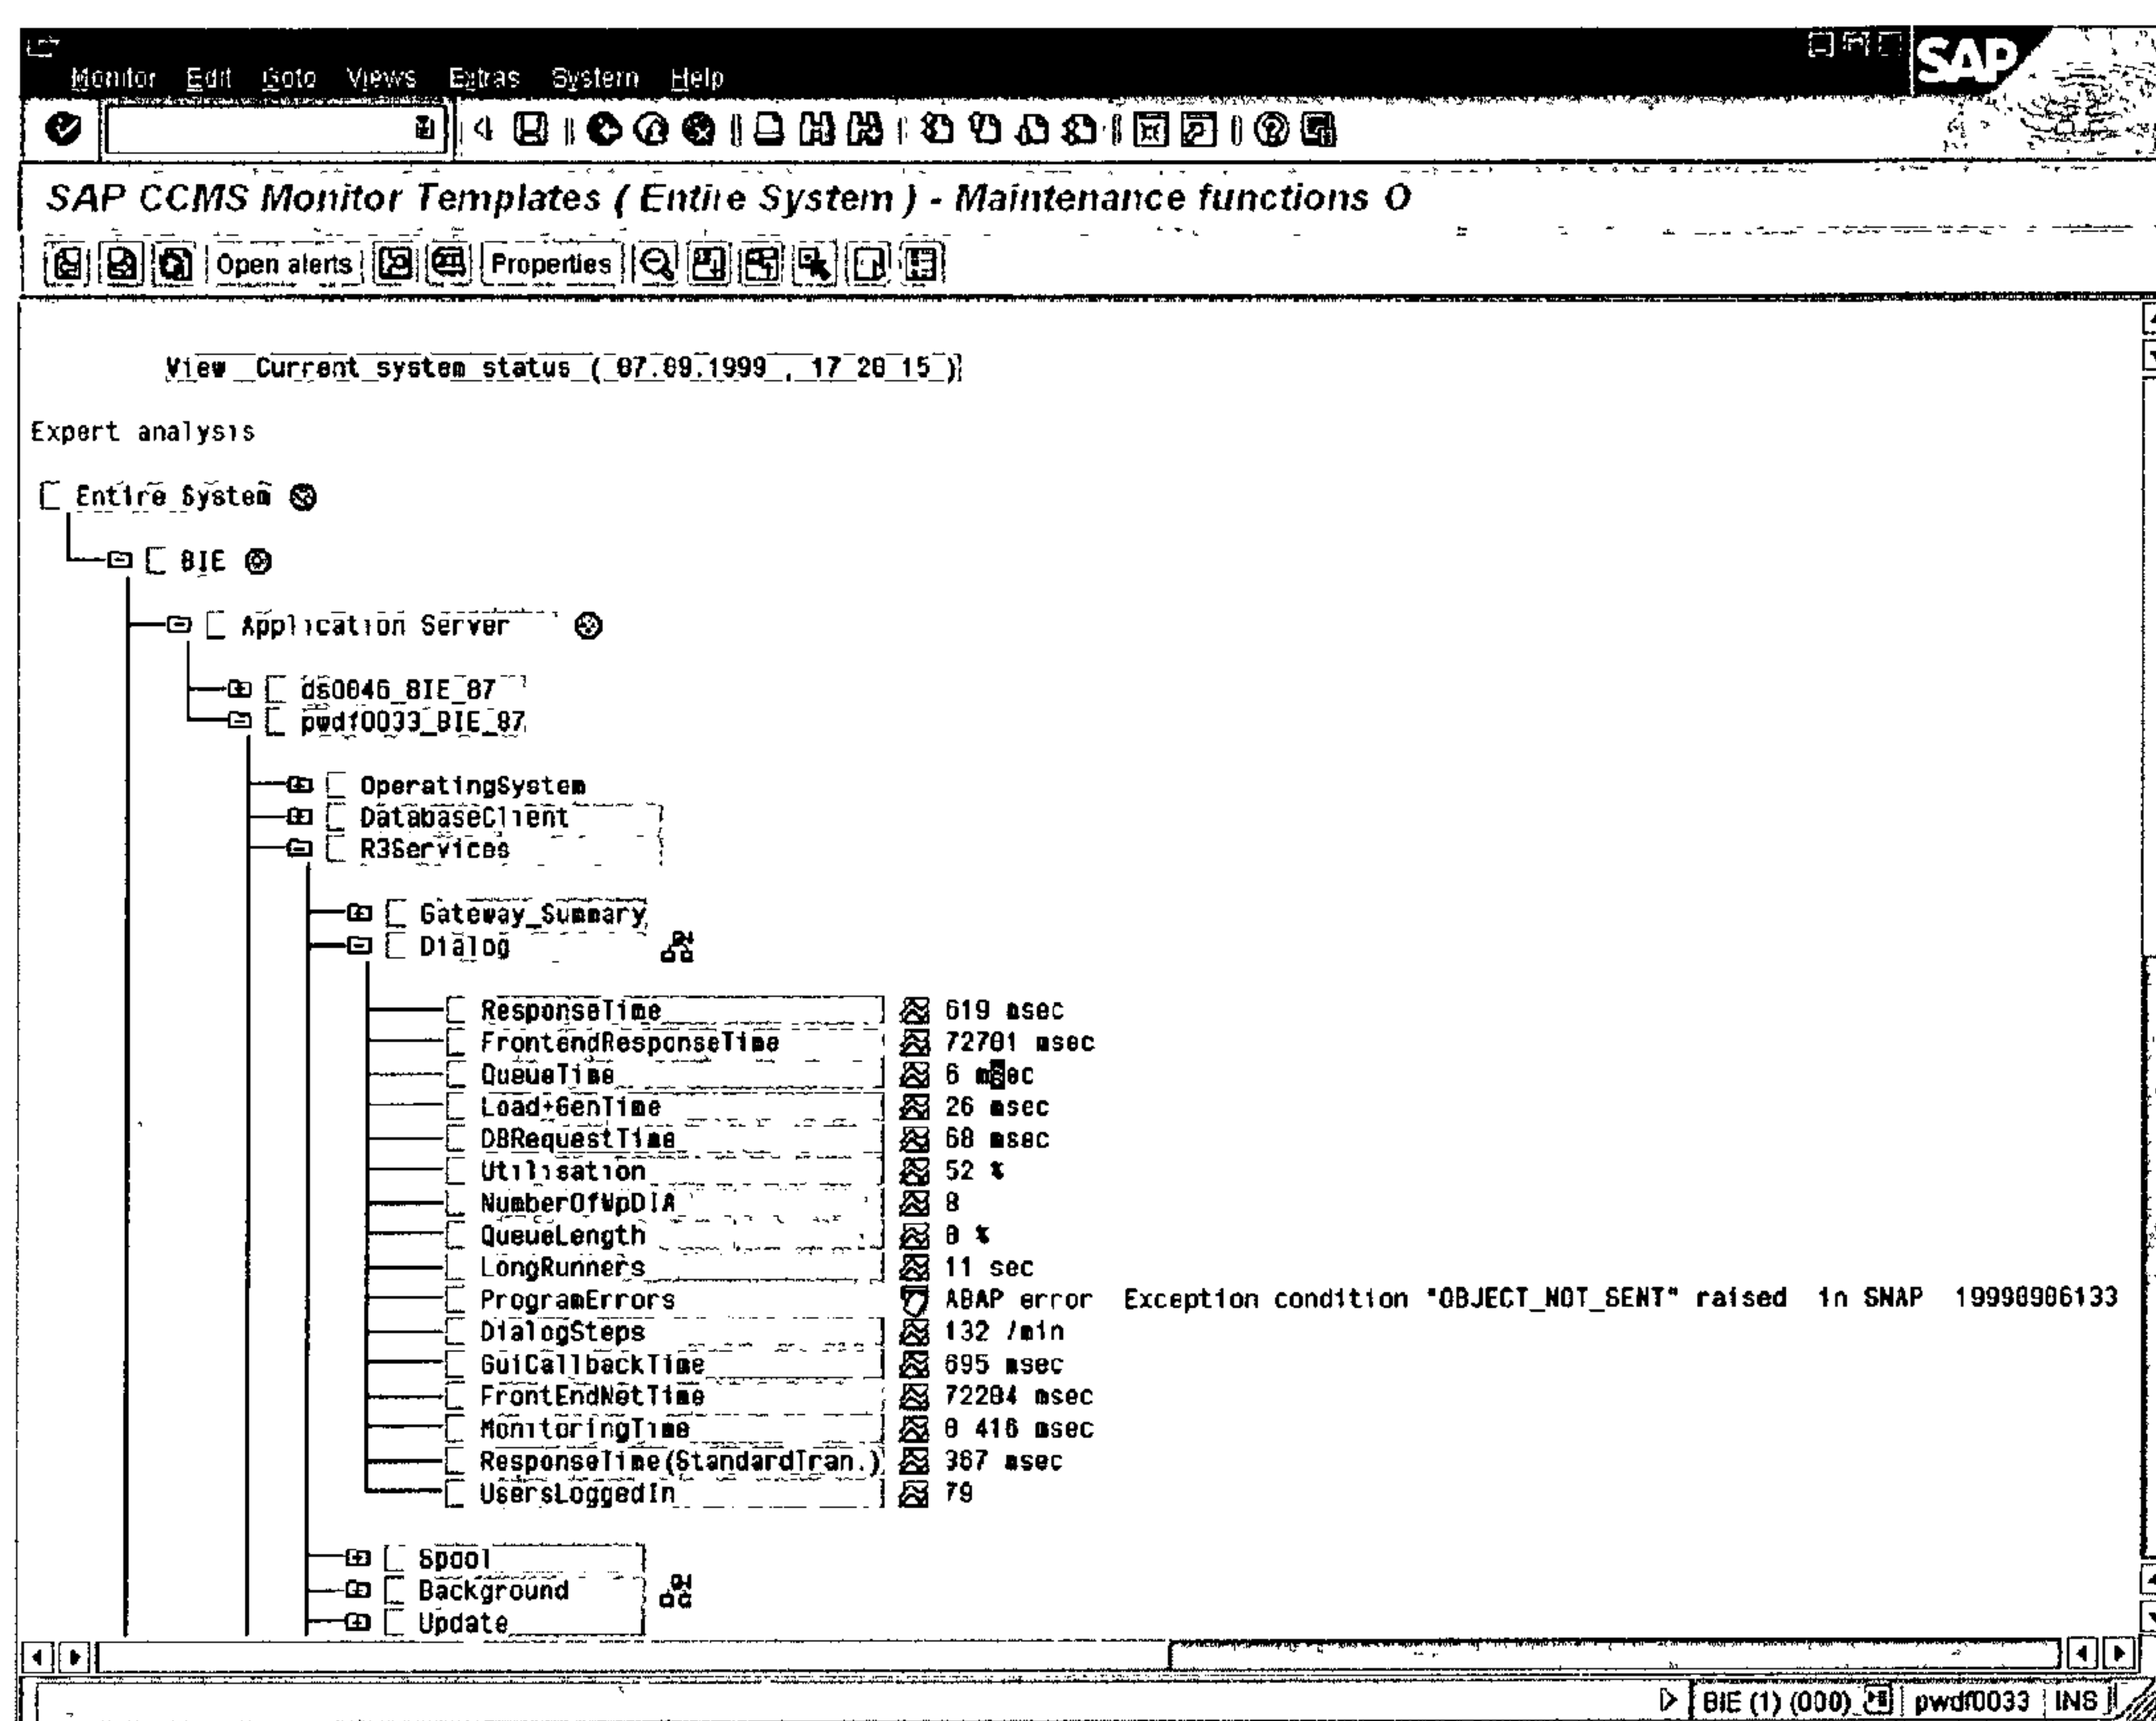 SAP
Monitor Edit Goto Views Extras System Help
SAP CCMS Monitor Templates ( Entire System ) - Maintenance functions O
Open alerts Properties
View Current system status ( 07.09.1999 , 17 20 15 )
Expert analysis
Entire System
BIE
Application Server
ds0046_BIE_87
pwdf0033_BIE_87
OperatingSystem
DatabaseClient
R3Services
Gateway_Summary
Dialog
ResponseTime 619 msec
FrontendResponseTime 72701 msec
QueueTime 6 msec
Load+GenTime 26 msec
DBRequestTime 68 msec
Utilisation 52 %
NumberOfWpDIA 8
QueueLength 0 %
LongRunners 11 sec
ProgramErrors ABAP error Exception condition "OBJECT_NOT_SENT" raised in SNAP 19990906133
DialogSteps 132 /min
GuiCallbackTime 695 msec
FrontEndNetTime 72204 msec
MonitoringTime 0 416 msec
ResponseTime(StandardTran.) 367 msec
UsersLoggedIn 79
Spool
Background
Update
BIE (1) (000) pwdf0033 INS